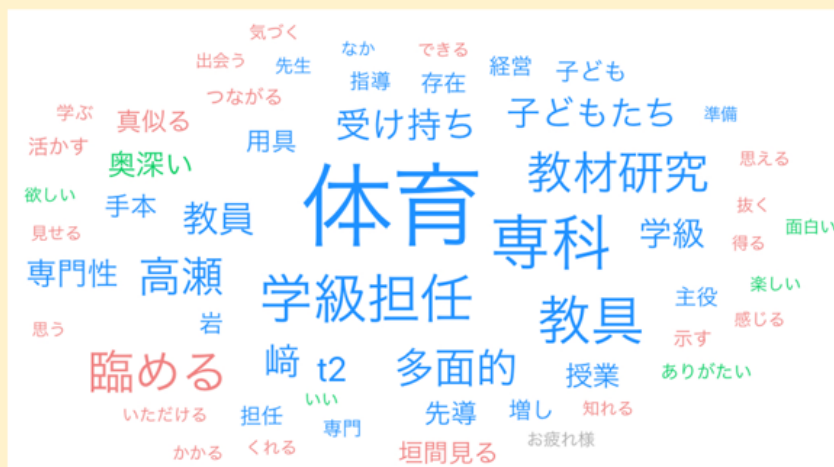 気づく
なか
できる
出会う
先生
指導
存在
経営
子ども
つながる
学ぶ
真似る
受け持ち
子どもたち
準備
活かす
奥深い
用具
体育
教材研究
思える
欲しい
手本
教員
専科
学級
抜く
面白い
見せる
得る
専門性
高瀬
学級担任
教具
主役
楽しい
思う
岩
感じる
示す
臨める
﨑
t2
多面的
授業
ありがたい
いい
いただける
担任
専門
先導
増し
知れる
かかる
くれる
垣間見る
お疲れ様